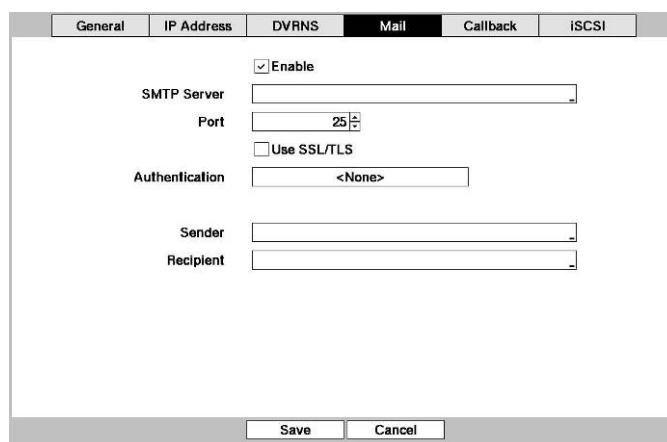 General IP Address DVRNS Mail Callback iSCSI
Enable
SMTP Server
Port 25
Use SSL/TLS
Authentication <None>
Sender
Recipient
Save Cancel